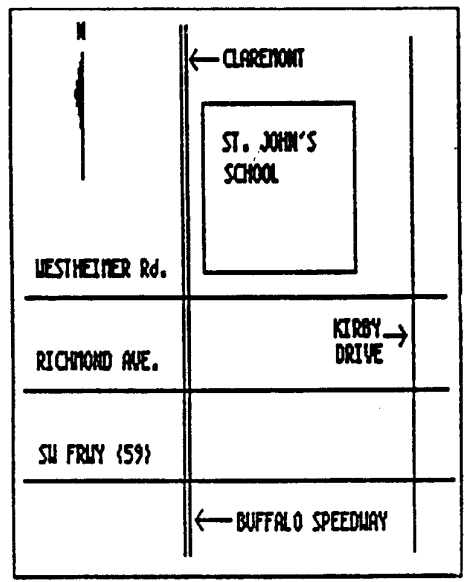 N
CLAREMONT
ST. JOHN'S
SCHOOL
WESTHEIMER Rd.
KIRBY
DRIVE
RICHMOND AVE.
SW FRWY (59)
BUFFALO SPEEDWAY